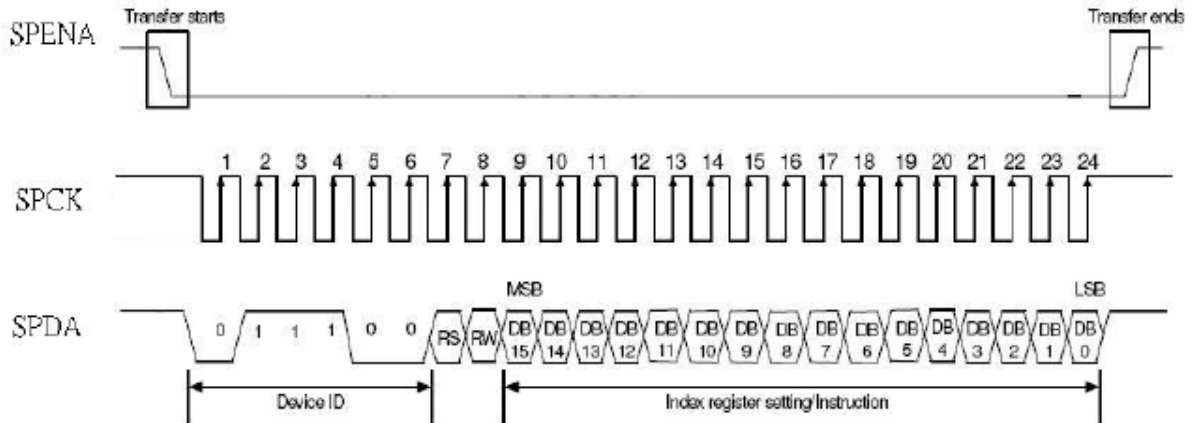 Transfer starts
Transfer ends
SPENA
1 2 3 4 5 6 7 8 9 10 11 12 13 14 15 16 17 18 19 20 21 22 23 24
SPCK
MSB
LSB
SPDA
0 1 1 1 0 0 RS RW DB 15 DB 14 DB 13 DB 12 DB 11 DB 10 DB 9 DB 8 DB 7 DB 6 DB 5 DB 4 DB 3 DB 2 DB 1 DB 0
Device ID
Index register setting/Instruction